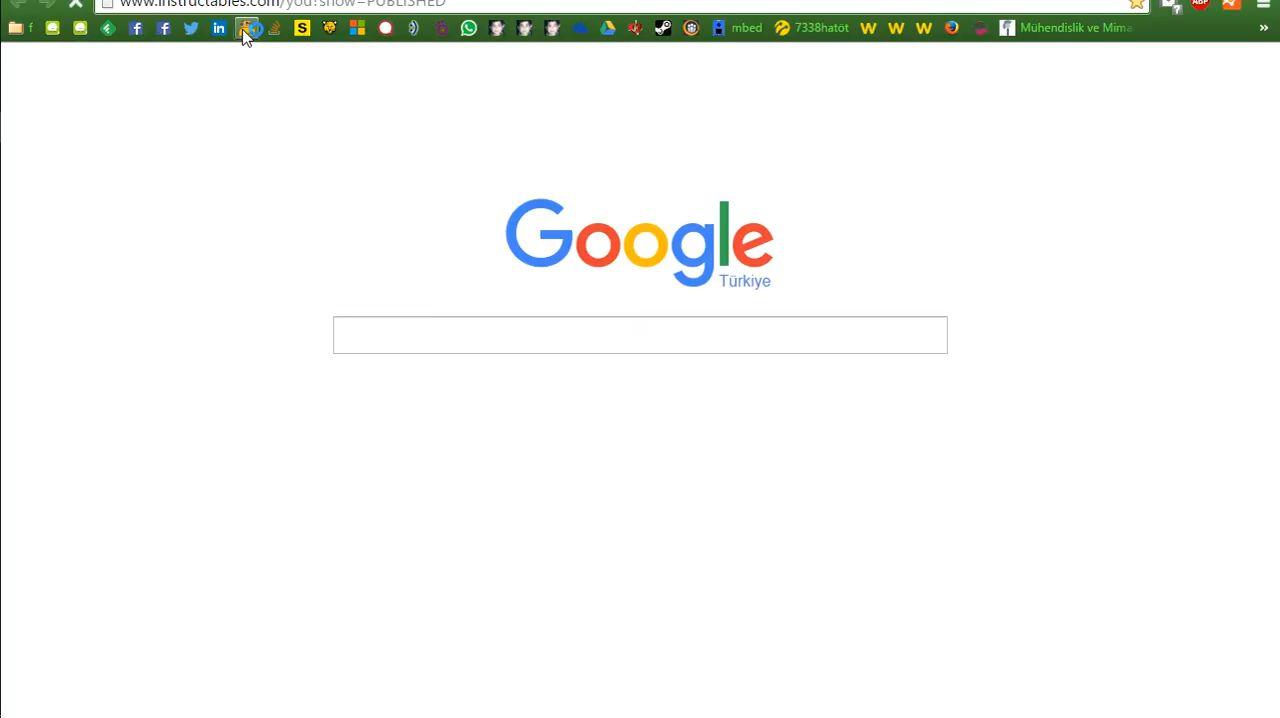 www.instructables.com/you?show=PUBLISHED
f
mbed
7338hatöt
Mühendislik ve Mima
»
Google
Türkiye